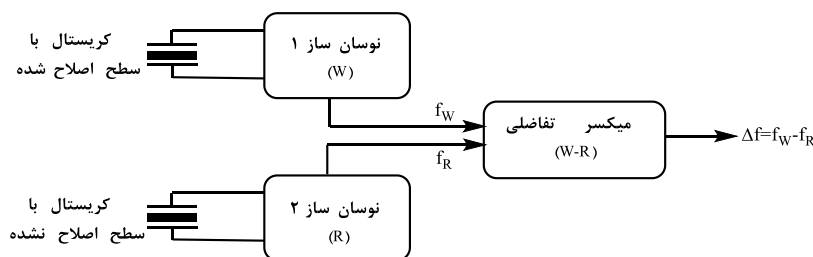 کریستال با
سطح اصلاح شده
نوسان ساز ۱
(W)
f_W
میکسر تفاضلی
(W-R)
Δf=f_W-f_R
f_R
کریستال با
سطح اصلاح نشده
نوسان ساز ۲
(R)